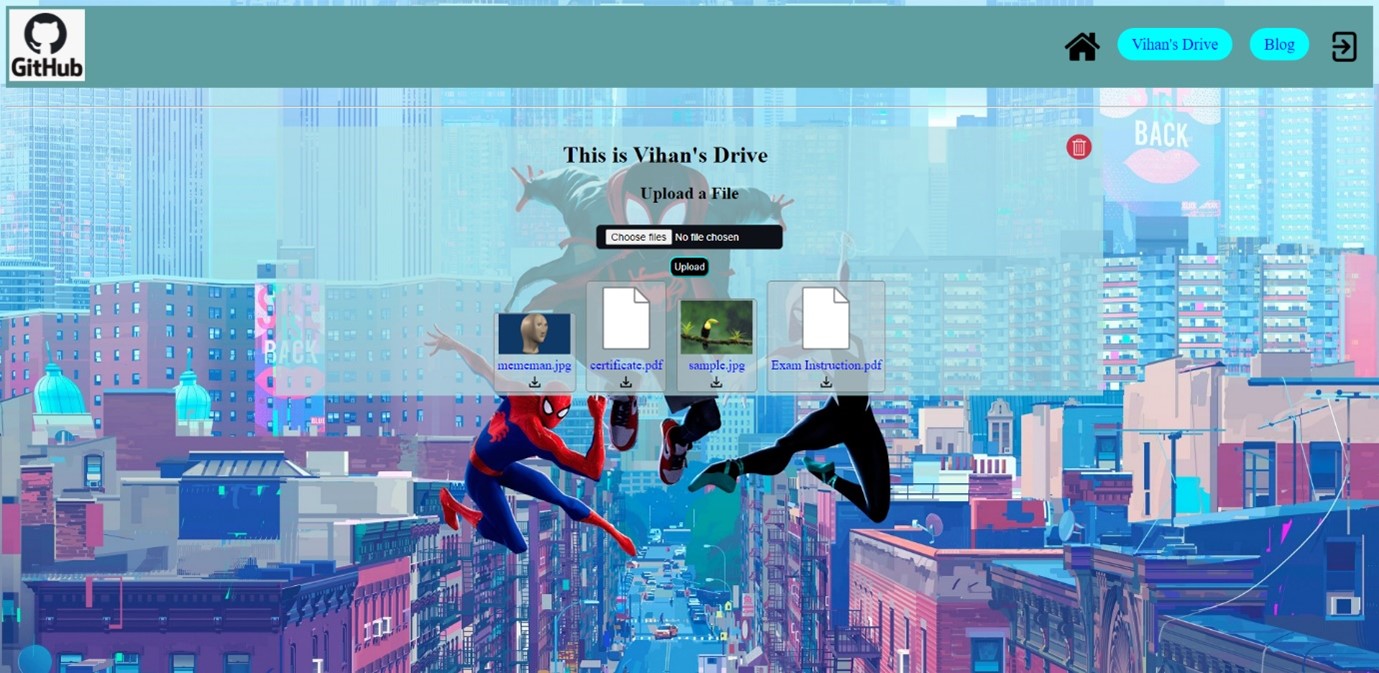 GitHub
Vihan's Drive
Blog
This is Vihan's Drive
Upload a File
Choose files No file chosen
Upload
mememan.jpg
certificate.pdf
sample.jpg
Exam Instruction.pdf
BACK
BACK